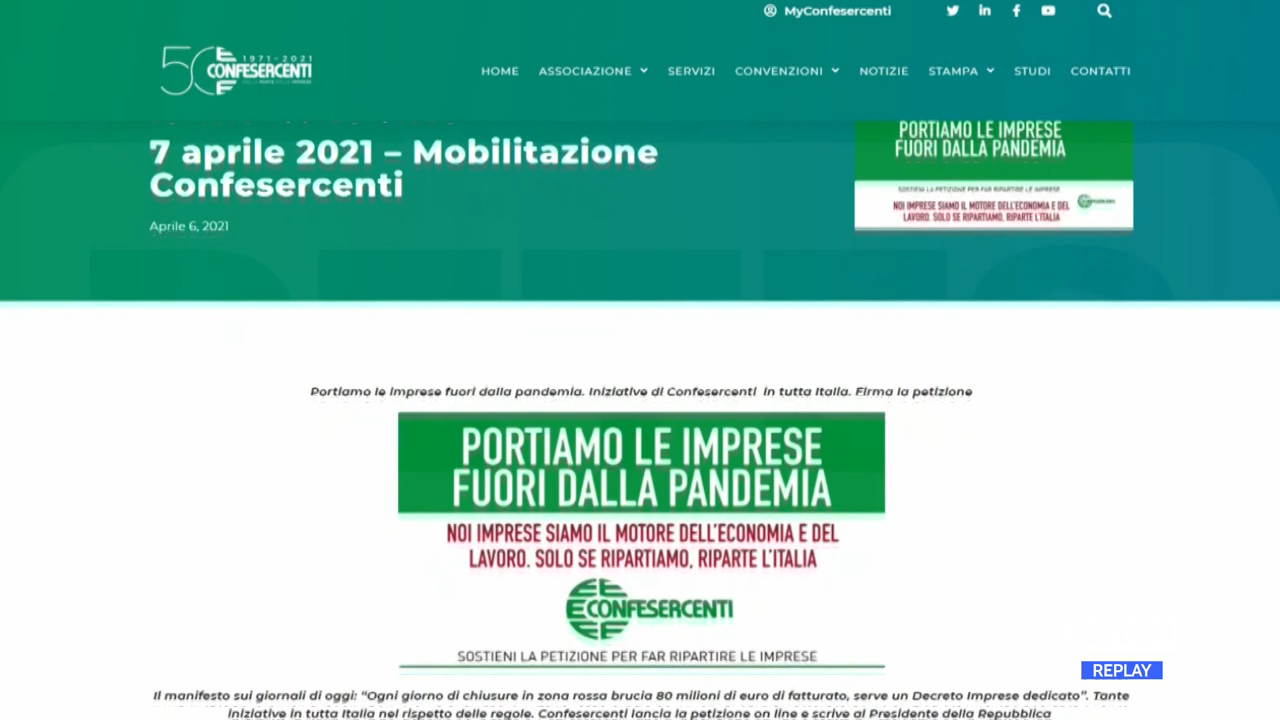 MyConfesercenti
50 1971-2021
CONFESERCENTI
HOME ASSOCIAZIONE SERVIZI CONVENZIONI NOTIZIE STAMPA STUDI CONTATTI
7 aprile 2021 – Mobilitazione
Confesercenti
Aprile 6, 2021
PORTIAMO LE IMPRESE
FUORI DALLA PANDEMIA
SOSTIENI LA PETIZIONE PER FAR RIPARTIRE LE IMPRESE
NOI IMPRESE SIAMO IL MOTORE DELL'ECONOMIA E DEL
LAVORO. SOLO SE RIPARTIAMO, RIPARTE L'ITALIA
CONFESERCENTI
Portiamo le imprese fuori dalla pandemia. Iniziative di Confesercenti in tutta Italia. Firma la petizione
PORTIAMO LE IMPRESE
FUORI DALLA PANDEMIA
NOI IMPRESE SIAMO IL MOTORE DELL'ECONOMIA E DEL
LAVORO. SOLO SE RIPARTIAMO, RIPARTE L'ITALIA
CONFESERCENTI
SOSTIENI LA PETIZIONE PER FAR RIPARTIRE LE IMPRESE
REPLAY
Il manifesto sui giornali di oggi: “Ogni giorno di chiusure in zona rossa brucia 80 milioni di euro di fatturato, serve un Decreto Imprese dedicato”. Tante
iniziative in tutta Italia nel rispetto delle regole. Confesercenti lancia la petizione on line e scrive al Presidente della Repubblica